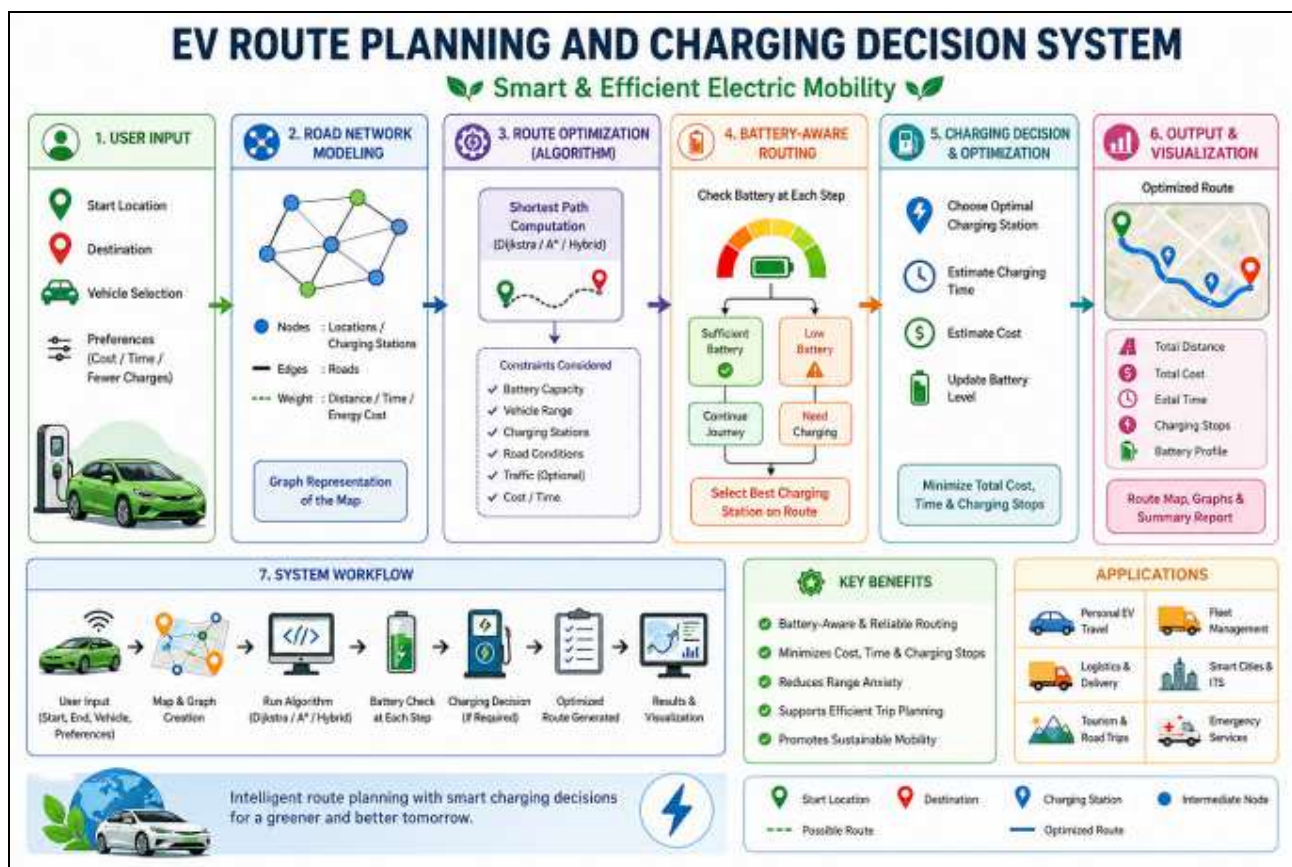 EV ROUTE PLANNING AND CHARGING DECISION SYSTEM
Smart & Efficient Electric Mobility
1. USER INPUT
Start Location
Destination
Vehicle Selection
Preferences
(Cost / Time /
Fewer Charges)
2. ROAD NETWORK
MODELING
Nodes : Locations /
Charging Stations
Edges : Roads
Weight : Distance / Time /
Energy Cost
Graph Representation
of the Map
3. ROUTE OPTIMIZATION
(ALGORITHM)
Shortest Path
Computation
(Dijkstra / A* / Hybrid)
Constraints Considered
Battery Capacity
Vehicle Range
Charging Stations
Road Conditions
Traffic (Optional)
Cost / Time
4. BATTERY-AWARE
ROUTING
Check Battery at Each Step
Sufficient
Battery
Low
Battery
Continue
Journey
Need
Charging
Select Best Charging
Station on Route
5. CHARGING DECISION
& OPTIMIZATION
Choose Optimal
Charging Station
Estimate Charging
Time
Estimate Cost
Update Battery
Level
Minimize Total Cost,
Time & Charging Stops
6. OUTPUT &
VISUALIZATION
Optimized Route
Total Distance
Total Cost
Estal Time
Charging Stops
Battery Profile
Route Map, Graphs &
Summary Report
7. SYSTEM WORKFLOW
</>
User Input
(Start, End, Vehicle,
Preferences)
Map & Graph
Creation
Run Algorithm
(Dijkstra / A* / Hybrid)
Battery Check
at Each Step
Charging Decision
(If Required)
Optimized
Route Generated
Results &
Visualization
KEY BENEFITS
Battery-Aware & Reliable Routing
Minimizes Cost, Time & Charging Stops
Reduces Range Anxiety
Supports Efficient Trip Planning
Promotes Sustainable Mobility
APPLICATIONS
Personal EV
Travel
Fleet
Management
Logistics &
Delivery
Smart Cities &
ITS
Tourism &
Road Trips
Emergency
Services
Intelligent route planning with smart charging decisions
for a greener and better tomorrow.
Start Location
Destination
Charging Station
Intermediate Node
Possible Route
Optimized Route